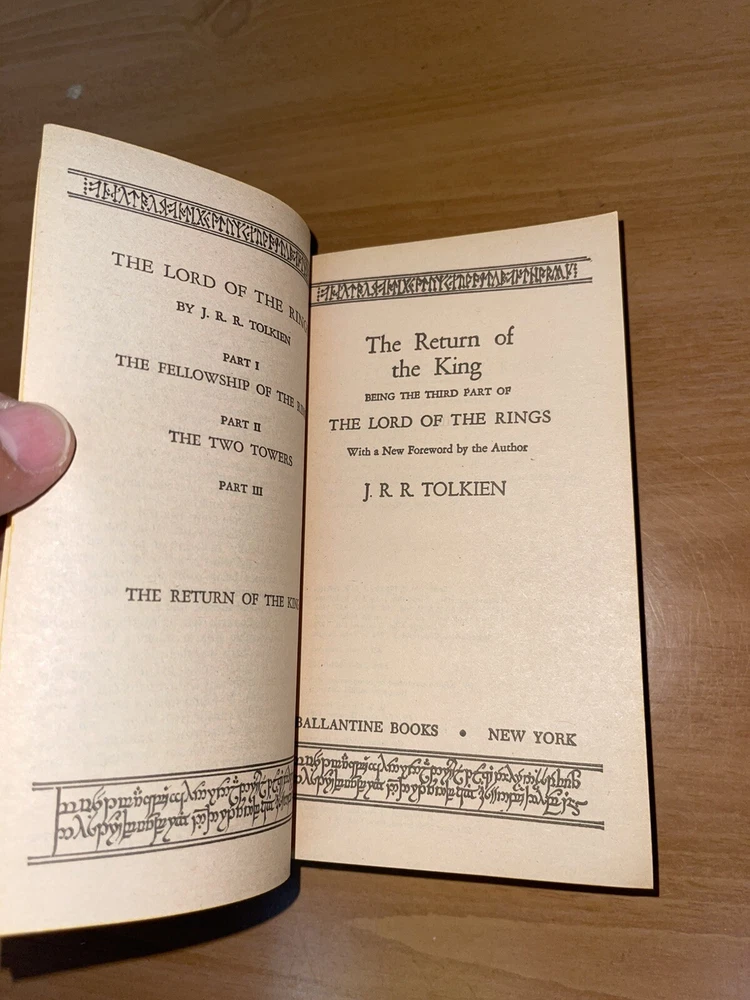 THE LORD OF THE RINGS
BY J. R. R. TOLKIEN
PART I
THE FELLOWSHIP OF THE RING
PART II
THE TWO TOWERS
PART III
THE RETURN OF THE KING
The Return of
the King
BEING THE THIRD PART OF
THE LORD OF THE RINGS
With a New Foreword by the Author
J. R. R. TOLKIEN
BALLANTINE BOOKS • NEW YORK